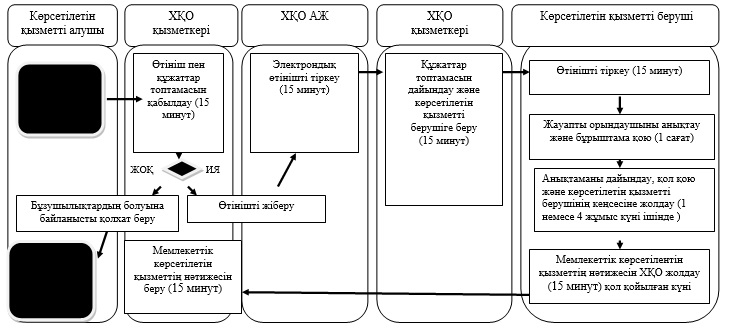 Көрсетілетін
қызметті алушы
ХҚО
қызметкері
ХҚО АЖ
ХҚО
қызметкері
Көрсетілетін қызметті беруші
Өтініш пен
құжаттар
топтамасын
қабылдау (15
минут)
Электрондық
өтінішті тіркеу
(15 минут)
Құжаттар
топтамасын
дайындау және
көрсетілетін
қызметті
берушіге беру
(15 минут)
Өтінішті тіркеу (15 минут)
Жауапты орындаушыны анықтау
және бұрыштама қою (1 сағат)
ЖОҚ
ИЯ
Анықтаманы дайындау, қол қою
және көрсетілетін қызметті
берушінің кеңсесіне жолдау (1
немесе 4 жұмыс күні ішінде )
Бұзушылықтардың болуына
байланысты қолхат беру
Өтінішті жіберу
Мемлекеттік
көрсетілетін
қызметтің нәтижесін
беру (15 минут)
Мемлекеттік көрсетілентін
қызметтің нәтижесін ХҚО жолдау
(15 минут) қол қойылған күні